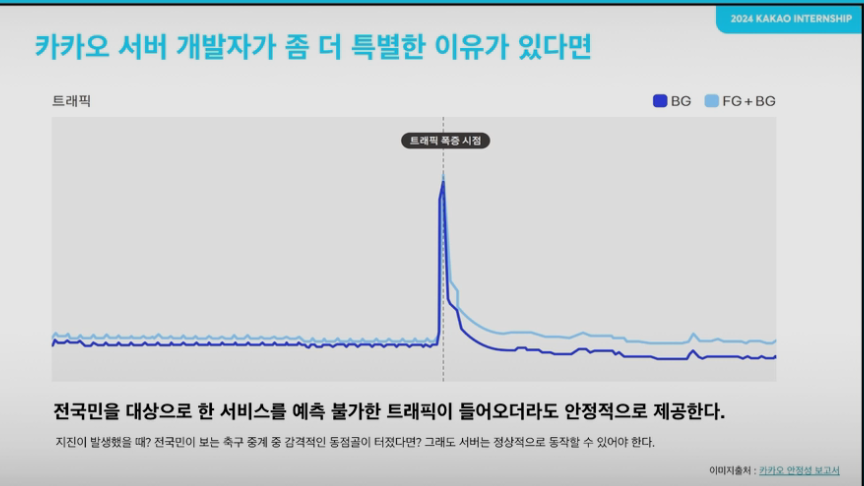 2024 KAKAO INTERNSHIP
카카오 서버 개발자가 좀 더 특별한 이유가 있다면
트래픽
BG FG + BG
트래픽 폭증 시점
전국민을 대상으로 한 서비스를 예측 불가한 트래픽이 들어오더라도 안정적으로 제공한다.
지진이 발생했을 때? 전국민이 보는 축구 중계 중 감격적인 동점골이 터졌다면? 그래도 서버는 정상적으로 동작할 수 있어야 한다.
이미지출처 : 카카오 안정성 보고서